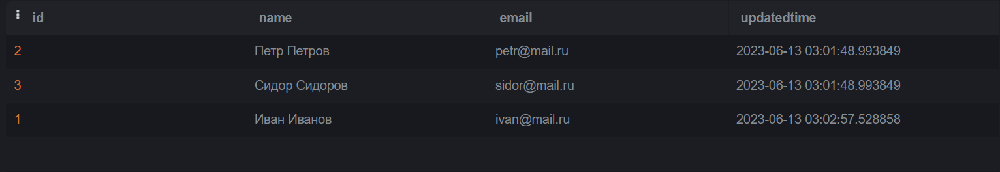 id name email updatedtime
2 Петр Петров petr@mail.ru 2023-06-13 03:01:48.993849
3 Сидор Сидоров sidor@mail.ru 2023-06-13 03:01:48.993849
1 Иван Иванов ivan@mail.ru 2023-06-13 03:02:57.528858